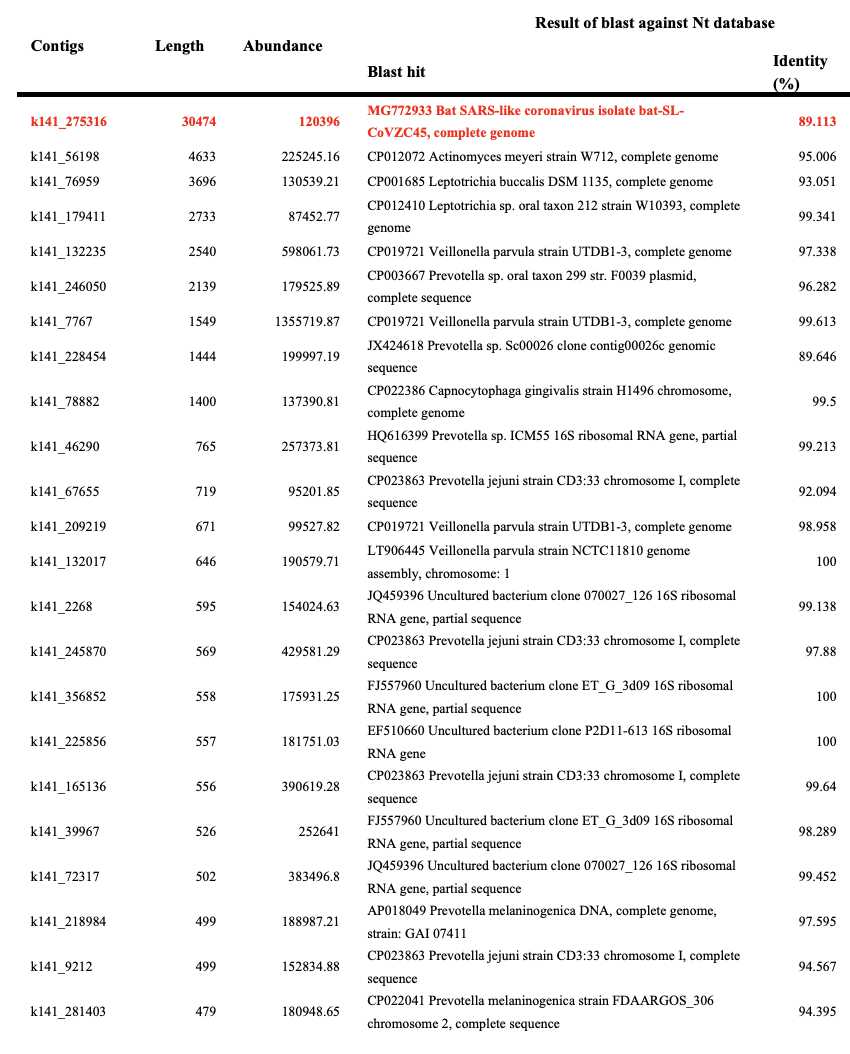 Result of blast against Nt database
Contigs Length Abundance
Blast hit Identity
(%)
MG772933 Bat SARS-like coronavirus isolate bat-SL-
k141_275316 30474 120396 89.113
CoVZC45, complete genome
k141_56198 4633 225245.16 CP012072 Actinomyces meyeri strain W712, complete genome 95.006
k141_76959 3696 130539.21 CP001685 Leptotrichia buccalis DSM 1135, complete genome 93.051
CP012410 Leptotrichia sp. oral taxon 212 strain W10393, complete
k141_179411 2733 87452.77 99.341
genome
k141_132235 2540 598061.73 CP019721 Veillonella parvula strain UTDB1-3, complete genome 97.338
CP003667 Prevotella sp. oral taxon 299 str. F0039 plasmid,
k141_246050 2139 179525.89 96.282
complete sequence
k141_7767 1549 1355719.87 CP019721 Veillonella parvula strain UTDB1-3, complete genome 99.613
JX424618 Prevotella sp. Sc00026 clone contig00026c genomic
k141_228454 1444 199997.19 89.646
sequence
CP022386 Capnocytophaga gingivalis strain H1496 chromosome,
k141_78882 1400 137390.81 99.5
complete genome
HQ616399 Prevotella sp. ICM55 16S ribosomal RNA gene, partial
k141_46290 765 257373.81 99.213
sequence
CP023863 Prevotella jejuni strain CD3:33 chromosome I, complete
k141_67655 719 95201.85 92.094
sequence
k141_209219 671 99527.82 CP019721 Veillonella parvula strain UTDB1-3, complete genome 98.958
LT906445 Veillonella parvula strain NCTC11810 genome
k141_132017 646 190579.71 100
assembly, chromosome: 1
JQ459396 Uncultured bacterium clone 070027_126 16S ribosomal
k141_2268 595 154024.63 99.138
RNA gene, partial sequence
CP023863 Prevotella jejuni strain CD3:33 chromosome I, complete
k141_245870 569 429581.29 97.88
sequence
FJ557960 Uncultured bacterium clone ET_G_3d09 16S ribosomal
k141_356852 558 175931.25 100
RNA gene, partial sequence
EF510660 Uncultured bacterium clone P2D11-613 16S ribosomal
k141_225856 557 181751.03 100
RNA gene
CP023863 Prevotella jejuni strain CD3:33 chromosome I, complete
k141_165136 556 390619.28 99.64
sequence
FJ557960 Uncultured bacterium clone ET_G_3d09 16S ribosomal
k141_39967 526 252641 98.289
RNA gene, partial sequence
JQ459396 Uncultured bacterium clone 070027_126 16S ribosomal
k141_72317 502 383496.8 99.452
RNA gene, partial sequence
AP018049 Prevotella melaninogenica DNA, complete genome,
k141_218984 499 188987.21 97.595
strain: GAI 07411
CP023863 Prevotella jejuni strain CD3:33 chromosome I, complete
k141_9212 499 152834.88 94.567
sequence
CP022041 Prevotella melaninogenica strain FDAARGOS_306
k141_281403 479 180948.65 94.395
chromosome 2, complete sequence